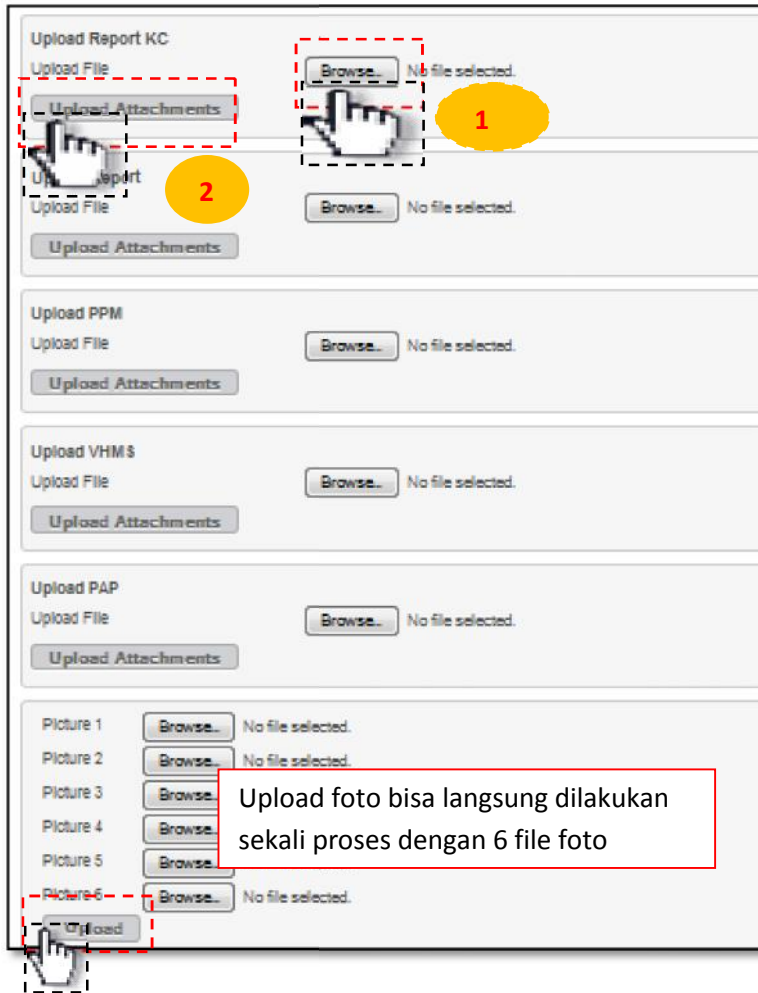 Upload Report KC
Upload File Browse... No file selected.
Upload Attachments
1
Report
2
Upload File Browse... No file selected.
Upload Attachments
Upload PPM
Upload File Browse... No file selected.
Upload Attachments
Upload VHMS
Upload File Browse... No file selected.
Upload Attachments
Upload PAP
Upload File Browse... No file selected.
Upload Attachments
Picture 1 Browse... No file selected.
Picture 2 Browse... No file selected.
Picture 3 Browse...
Picture 4 Browse...
Picture 5 Browse...
Upload foto bisa langsung dilakukan
sekali proses dengan 6 file foto
Picture 6 Browse... No file selected.
Upload